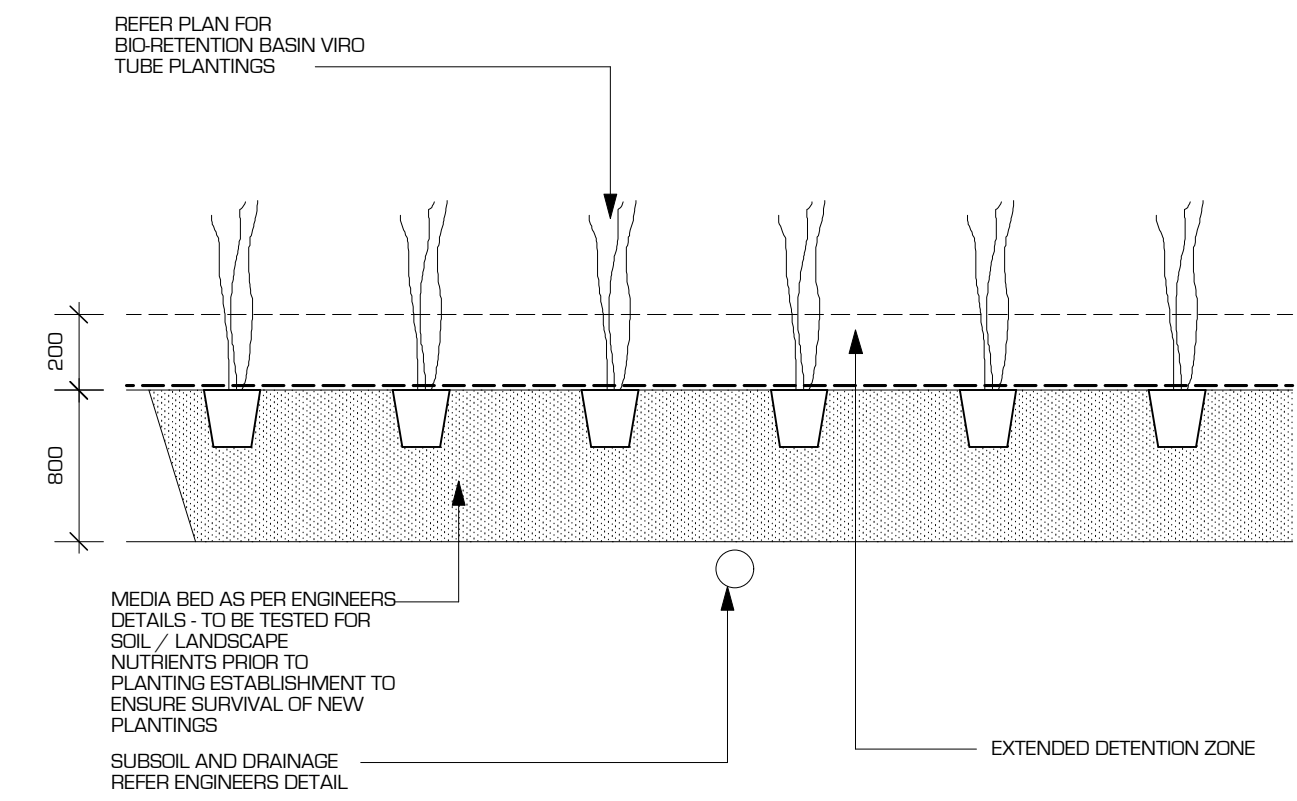 REFER PLAN FOR
BIO-RETENTION BASIN VIRO
TUBE PLANTINGS
200
800
MEDIA BED AS PER ENGINEERS
DETAILS - TO BE TESTED FOR
SOIL / LANDSCAPE
NUTRIENTS PRIOR TO
PLANTING ESTABLISHMENT TO
ENSURE SURVIVAL OF NEW
PLANTINGS
SUBSOIL AND DRAINAGE
REFER ENGINEERS DETAIL
EXTENDED DETENTION ZONE